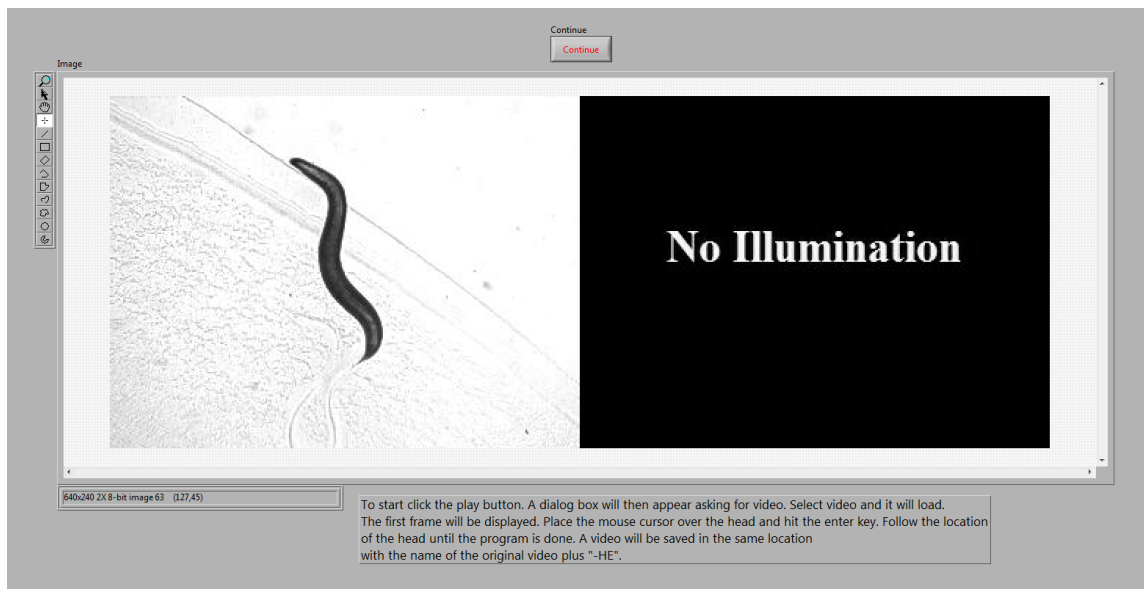 Continue
Continue
Image
No Illumination
640x240 2X 8-bit image 63    (127,45)
To start click the play button. A dialog box will then appear asking for video. Select video and it will load.
The first frame will be displayed. Place the mouse cursor over the head and hit the enter key. Follow the location
of the head until the program is done. A video will be saved in the same location
with the name of the original video plus "-HE".